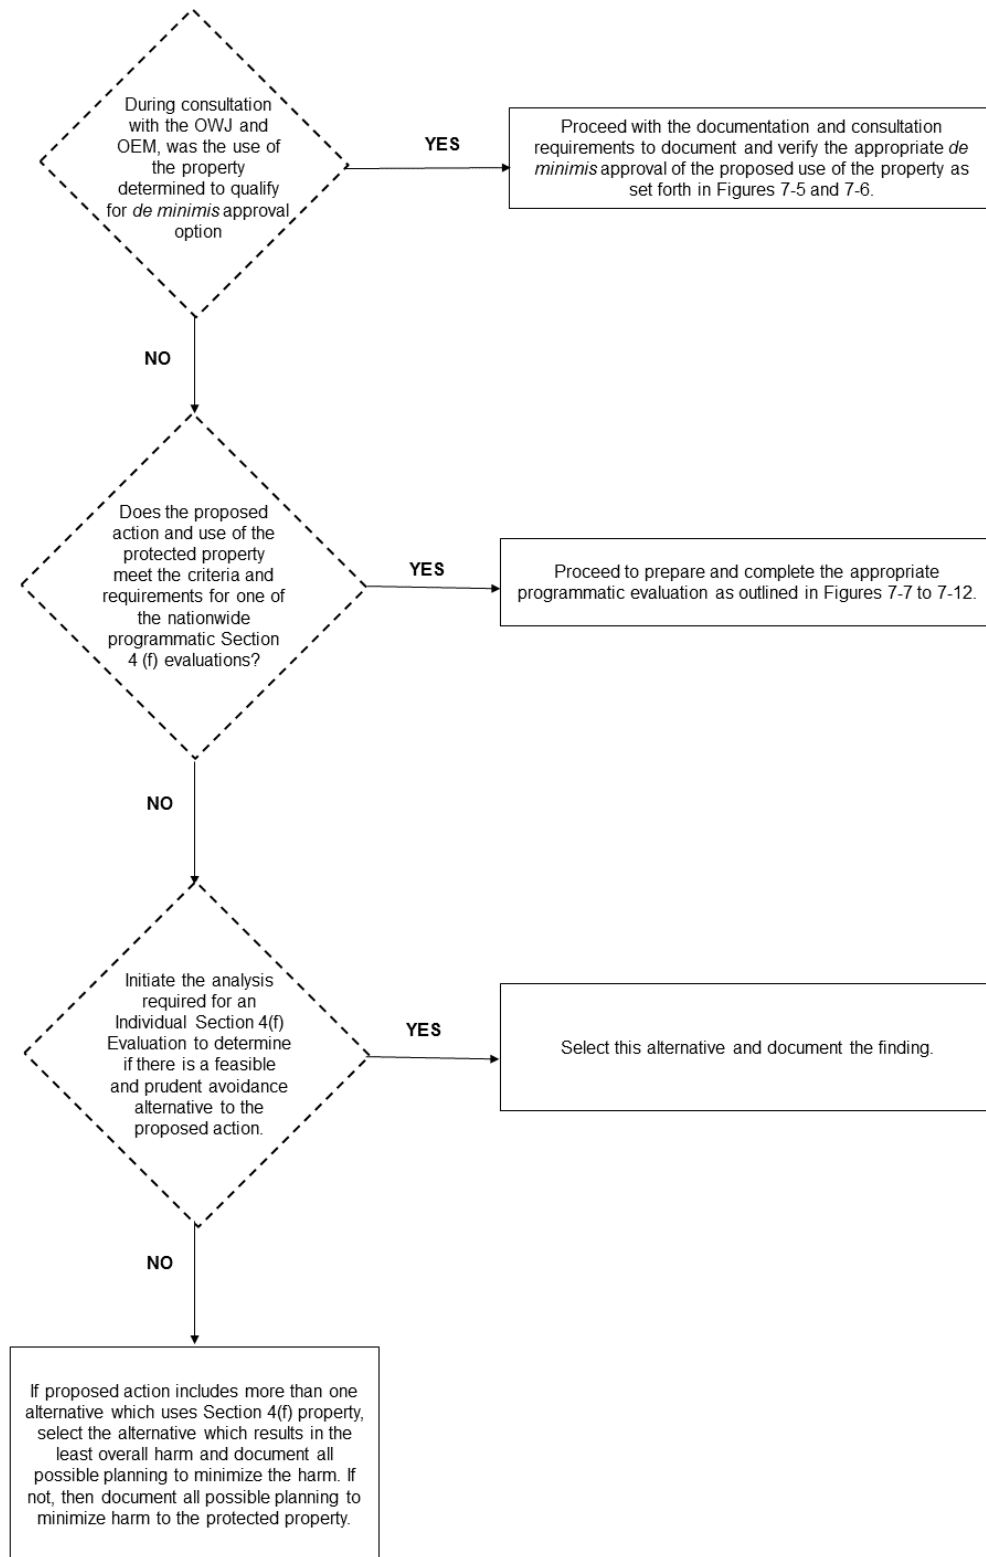 During consultation
with the OWJ and
OEM, was the use of
the property
determined to qualify
for de minimis approval
option
YES
Proceed with the documentation and consultation
requirements to document and verify the appropriate de
minimis approval of the proposed use of the property as
set forth in Figures 7-5 and 7-6.
NO
Does the proposed
action and use of the
protected property
meet the criteria and
requirements for one of
the nationwide
programmatic Section
4 (f) evaluations?
YES
Proceed to prepare and complete the appropriate
programmatic evaluation as outlined in Figures 7-7 to 7-12.
NO
Initiate the analysis
required for an
Individual Section 4(f)
Evaluation to determine
if there is a feasible
and prudent avoidance
alternative to the
proposed action.
YES
Select this alternative and document the finding.
NO
If proposed action includes more than one
alternative which uses Section 4(f) property,
select the alternative which results in the
least overall harm and document all
possible planning to minimize the harm. If
not, then document all possible planning to
minimize harm to the protected property.